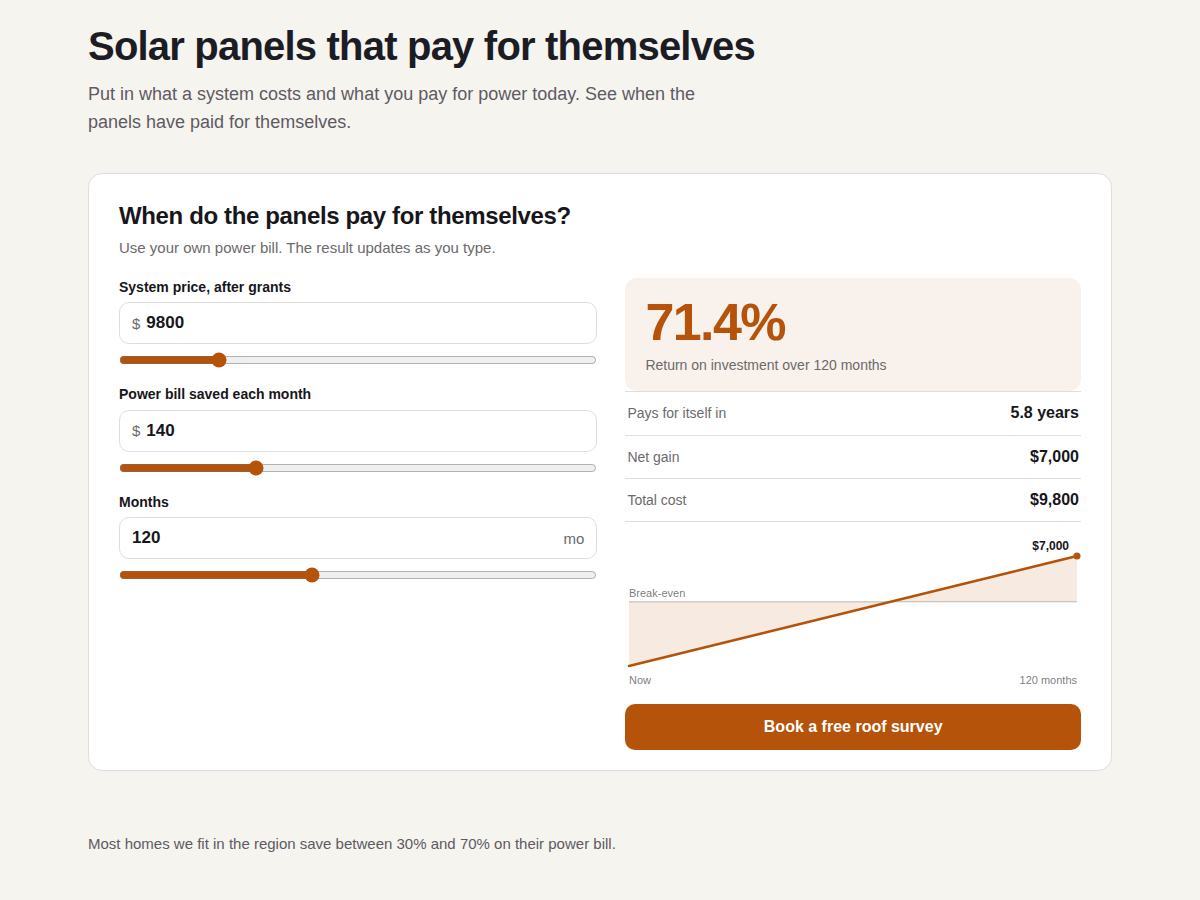 Solar panels that pay for themselves
Put in what a system costs and what you pay for power today. See when the
panels have paid for themselves.
When do the panels pay for themselves?
Use your own power bill. The result updates as you type.
System price, after grants
$ 9800
Power bill saved each month
$ 140
Months
120 mo
71.4%
Return on investment over 120 months
Pays for itself in 5.8 years
Net gain $7,000
Total cost $9,800
$7,000
Break-even
Now 120 months
Book a free roof survey
Most homes we fit in the region save between 30% and 70% on their power bill.